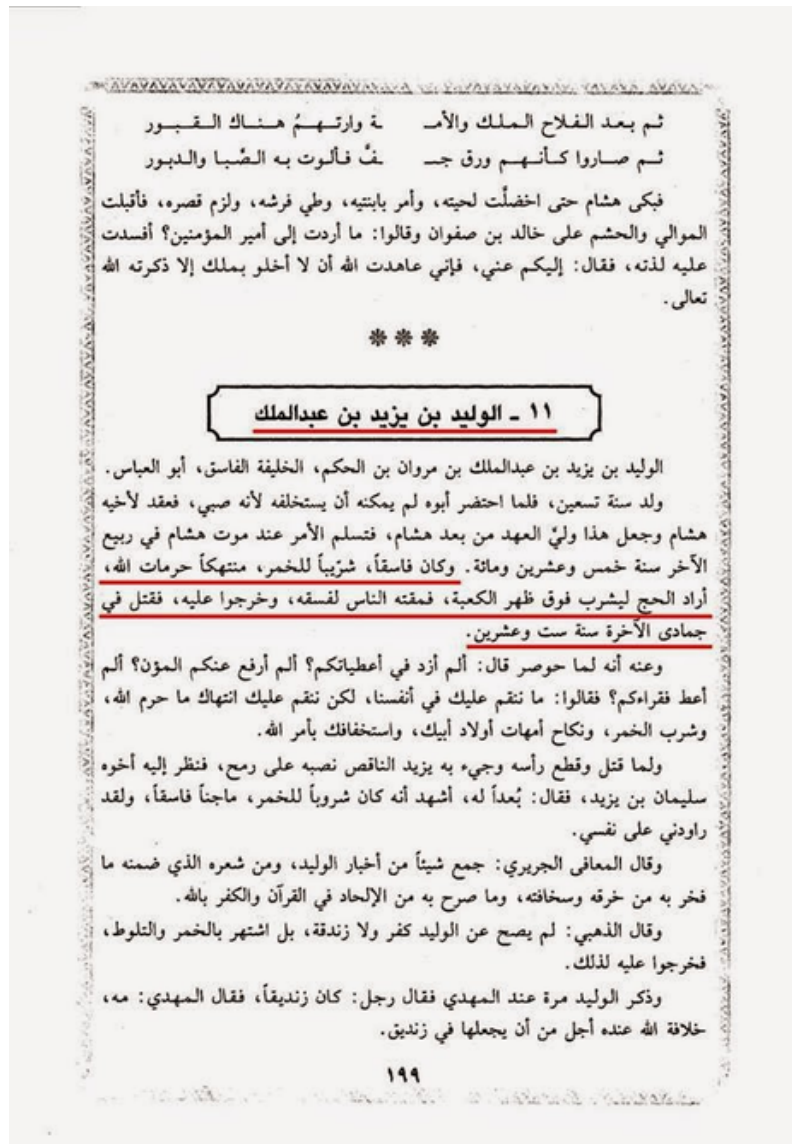 ثم بعد الفلاح الملك والأمـ ـة وارتـهـمُ هـنـاك الـقـبـور
ثـم صـاروا كـأنـهـم ورق جـــ ـفَّ فـألـوت بـه الـصَّـبـا والـدبـور
فبكى هشام حتى اخضلَّت لحيته، وأمر بابنتيه، وطي فرشه، ولزم قصره، فأقبلت
الموالي والحشم على خالد بن صفوان وقالوا: ما أردت إلى أمير المؤمنين؟ أفسدت
عليه لذته، فقال: إليكم عني، فإني عاهدت الله أن لا أخلو بملك إلا ذكرته الله
تعالى.
١١ ـ الوليد بن يزيد بن عبدالملك
الوليد بن يزيد بن عبدالملك بن مروان بن الحكم، الخليفة الفاسق، أبو العباس.
ولد سنة تسعين، فلما احتضر أبوه لم يمكنه أن يستخلفه لأنه صبي، فعقد لأخيه
هشام وجعل هذا وليَّ العهد من بعد هشام، فتسلم الأمر عند موت هشام في ربيع
الآخر سنة خمس وعشرين ومائة. وكان فاسقاً، شرّيباً للخمر، منتهكاً حرمات الله،
أراد الحج ليشرب فوق ظهر الكعبة، فمقته الناس لفسقه، وخرجوا عليه، فقتل في
جمادى الآخرة سنة ست وعشرين.
وعنه أنه لما حوصر قال: ألم أزد في أعطياتكم؟ ألم أرفع عنكم المؤن؟ ألم
أعط فقراءكم؟ فقالوا: ما ننقم عليك في أنفسنا، لكن ننقم عليك انتهاك ما حرم الله،
وشرب الخمر، ونكاح أمهات أولاد أبيك، واستخفافك بأمر الله.
ولما قتل وقطع رأسه وجيء به يزيد الناقص نصبه على رمح، فنظر إليه أخوه
سليمان بن يزيد، فقال: بُعداً له، أشهد أنه كان شروباً للخمر، ماجناً فاسقاً، ولقد
راودني على نفسي.
وقال المعافى الجريري: جمع شيئاً من أخبار الوليد، ومن شعره الذي ضمنه ما
فخر به من خرقه وسخافته، وما صرح به من الإلحاد في القرآن والكفر بالله.
وقال الذهبي: لم يصح عن الوليد كفر ولا زندقة، بل اشتهر بالخمر والتلوط،
فخرجوا عليه لذلك.
وذكر الوليد مرة عند المهدي فقال رجل: كان زنديقاً، فقال المهدي: مه،
خلافة الله عنده أجل من أن يجعلها في زنديق.
١٩٩